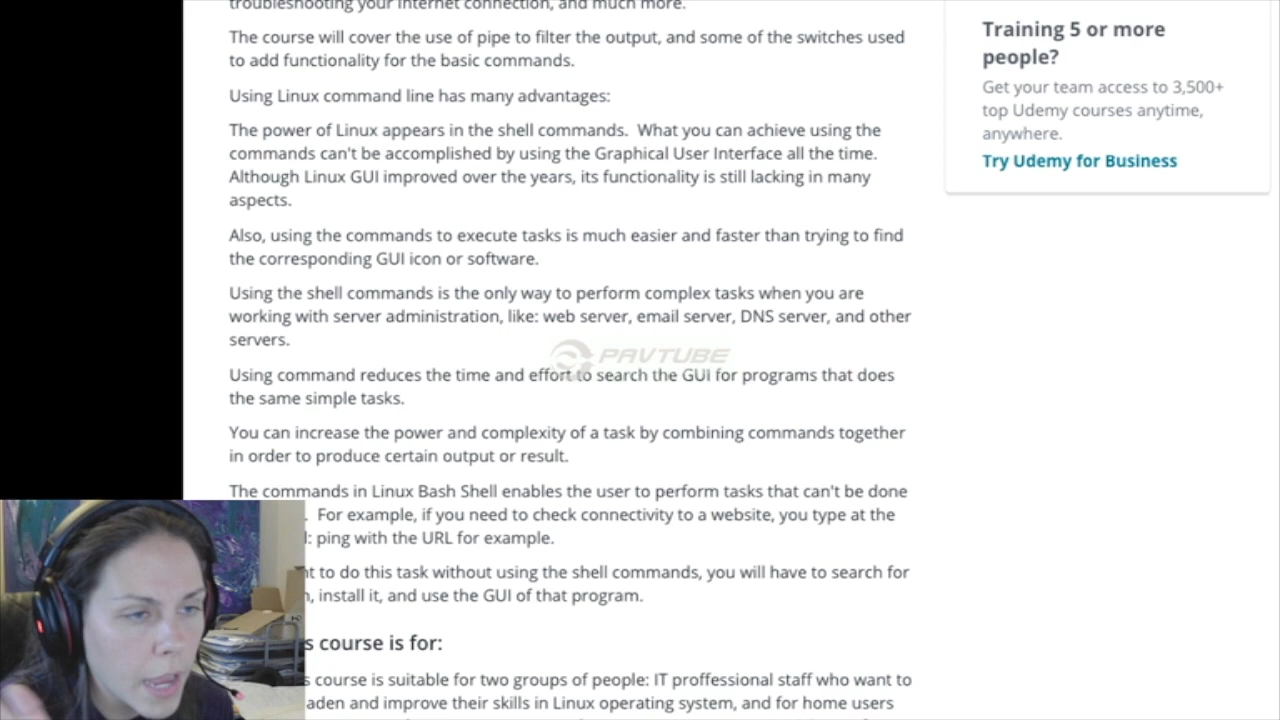 troubleshooting your internet connection, and much more.
The course will cover the use of pipe to filter the output, and some of the switches used
to add functionality for the basic commands.
Using Linux command line has many advantages:
The power of Linux appears in the shell commands.  What you can achieve using the
commands can't be accomplished by using the Graphical User Interface all the time.
Although Linux GUI improved over the years, its functionality is still lacking in many
aspects.
Also, using the commands to execute tasks is much easier and faster than trying to find
the corresponding GUI icon or software.
Using the shell commands is the only way to perform complex tasks when you are
working with server administration, like: web server, email server, DNS server, and other
servers.
Using command reduces the time and effort to search the GUI for programs that does
the same simple tasks.
You can increase the power and complexity of a task by combining commands together
in order to produce certain output or result.
The commands in Linux Bash Shell enables the user to perform tasks that can't be done
. For example, if you need to check connectivity to a website, you type at the
: ping with the URL for example.
to do this task without using the shell commands, you will have to search for
, install it, and use the GUI of that program.
course is for:
course is suitable for two groups of people: IT proffessional staff who want to
and improve their skills in Linux operating system, and for home users
Training 5 or more
people?
Get your team access to 3,500+
top Udemy courses anytime,
anywhere.
Try Udemy for Business
PAVTUBE